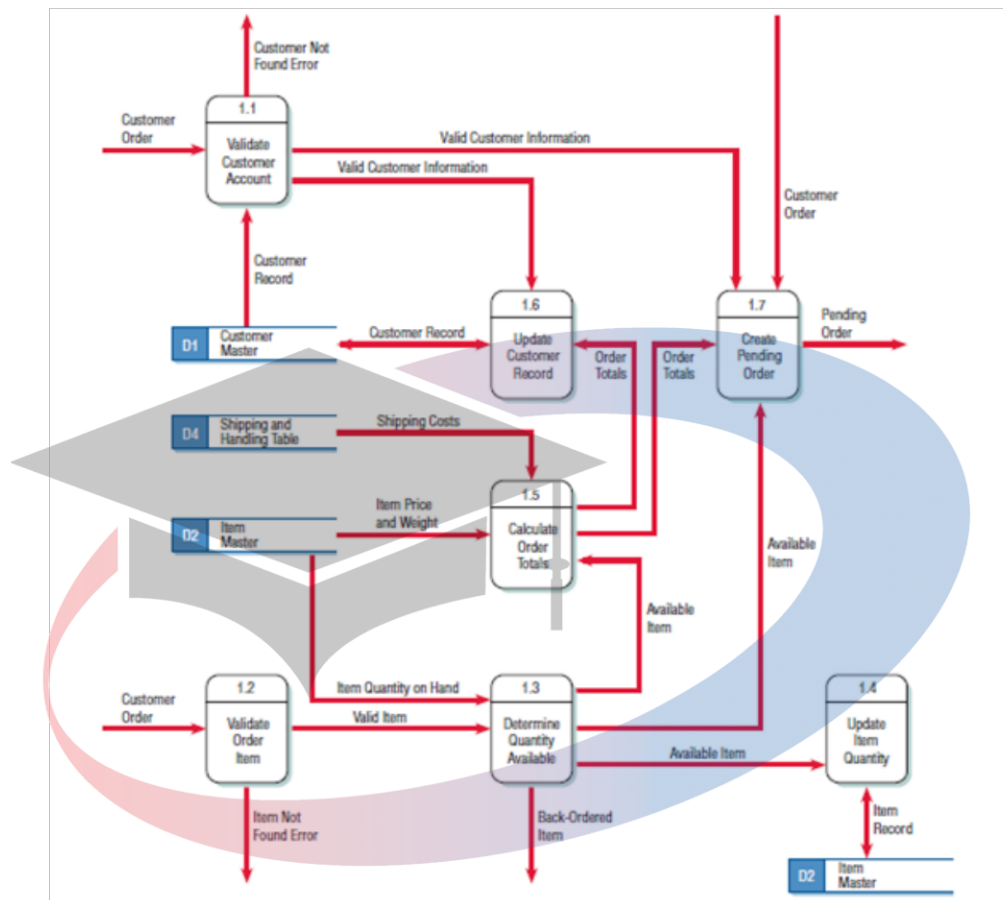 Customer Not
Found Error
1.1
Customer
Order
Validate
Customer
Account
Valid Customer Information
Valid Customer Information
Customer
Order
Customer
Record
1.6
1.7
D1
Customer
Master
Customer Record
Update
Customer
Record
Order
Totals
Order
Totals
Create
Pending
Order
Pending
Order
D4
Shipping and
Handling Table
Shipping Costs
1.5
D2
Item
Master
Item Price
and Weight
Calculate
Order
Totals
Available
Item
Available
Item
1.2
1.3
1.4
Customer
Order
Validate
Order
Item
Item Quantity on Hand
Valid Item
Determine
Quantity
Available
Available Item
Update
Item
Quantity
Item Not
Found Error
Back-Ordered
Item
Item
Record
D2
Item
Master